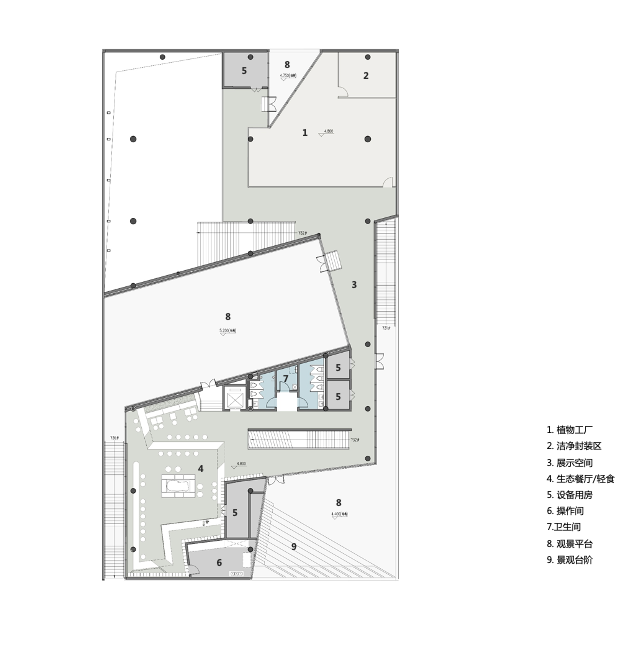 8
5
2
1
3
8
5
7
5
4
8
5
9
6
1. 植物工厂
2. 洁净封装区
3. 展示空间
4. 生态餐厅/轻食
5. 设备用房
6. 操作间
7.卫生间
8. 观景平台
9. 景观台阶